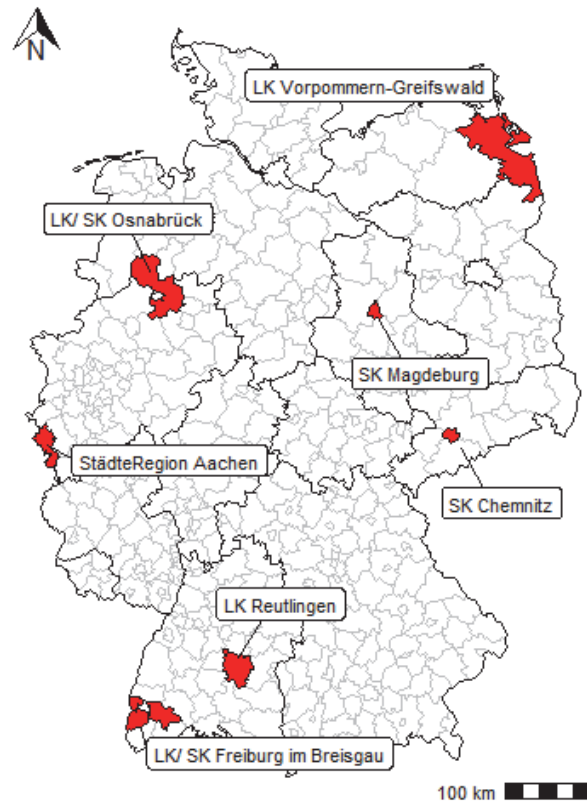 N
LK Vorpommern-Greifswald
LK/ SK Osnabrück
SK Magdeburg
StädteRegion Aachen
SK Chemnitz
LK Reutlingen
LK/ SK Freiburg im Breisgau
100 km